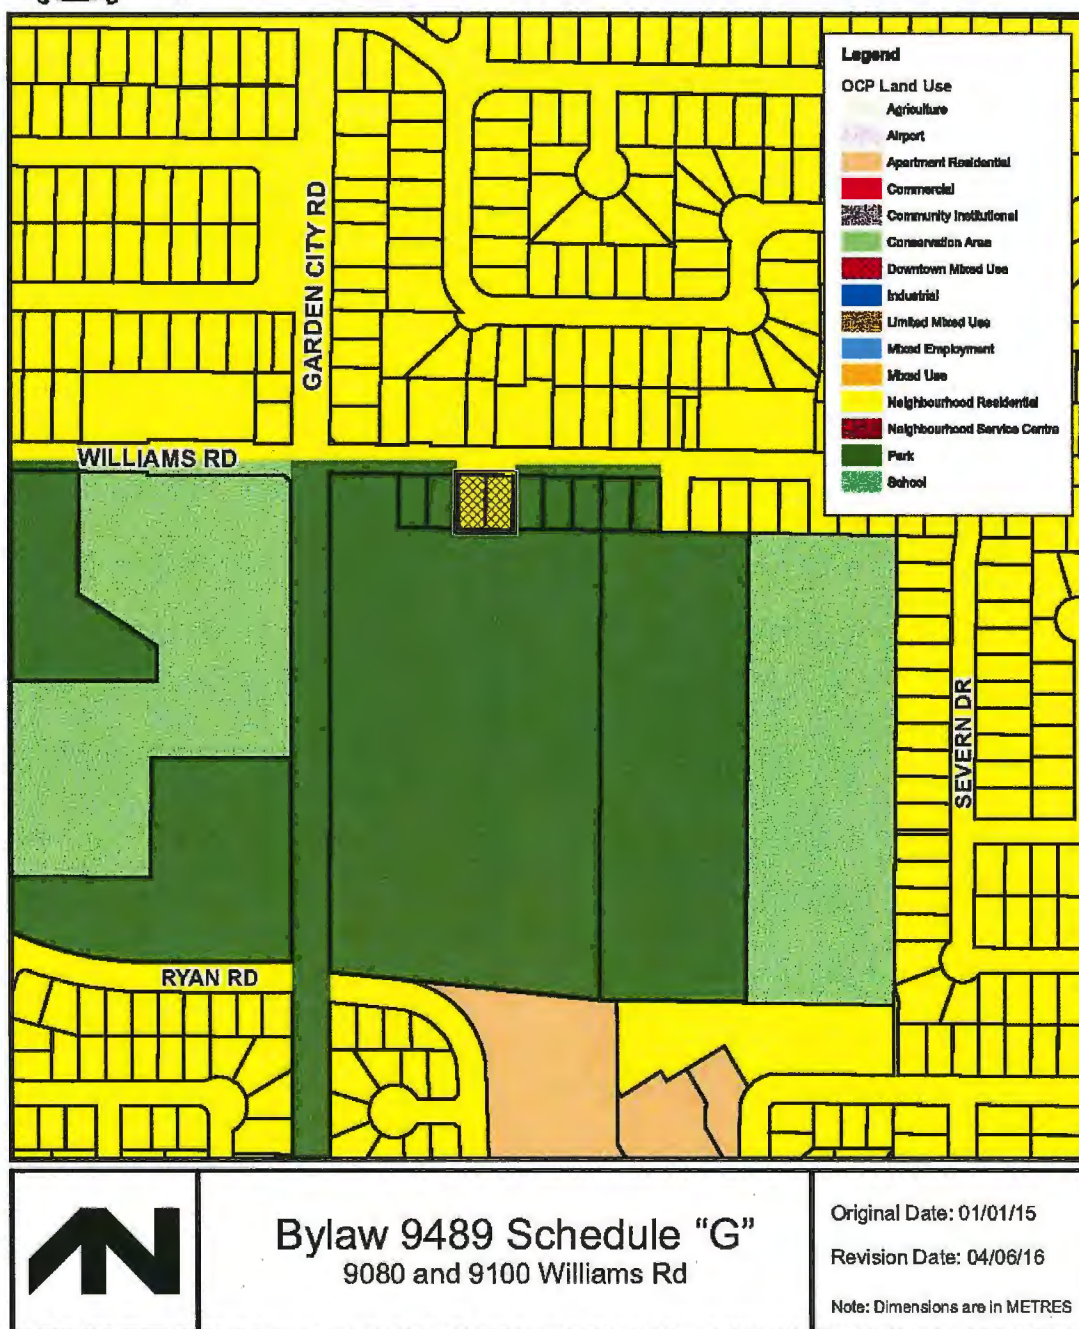 Legend
OCP Land Use
Agriculture
Airport
Apartment Residential
Commercial
Community Institutional
Conservation Area
Downtown Mixed Use
Industrial
Limited Mixed Use
Mixed Employment
Mixed Use
Neighbourhood Residential
Neighbourhood Service Centre
Park
School
GARDEN CITY RD
WILLIAMS RD
SEVERN DR
RYAN RD
Bylaw 9489 Schedule “G”
9080 and 9100 Williams Rd
Original Date: 01/01/15
Revision Date: 04/06/16
Note: Dimensions are in METRES